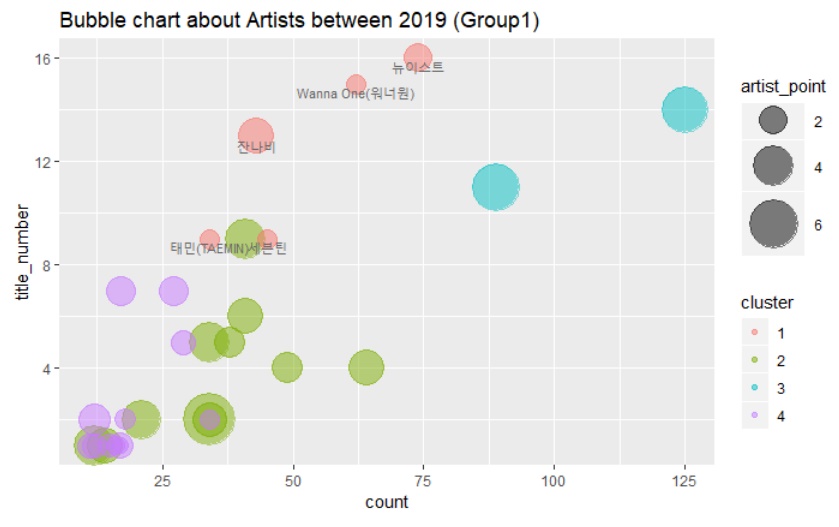 Bubble chart about Artists between 2019 (Group1)
16
12
8
4
title_number
뉴이스트
Wanna One(워너원)
잔나비
태민(TAEMIN)세븐틴
25
50
75
100
125
count
artist_point
2
4
6
cluster
1
2
3
4